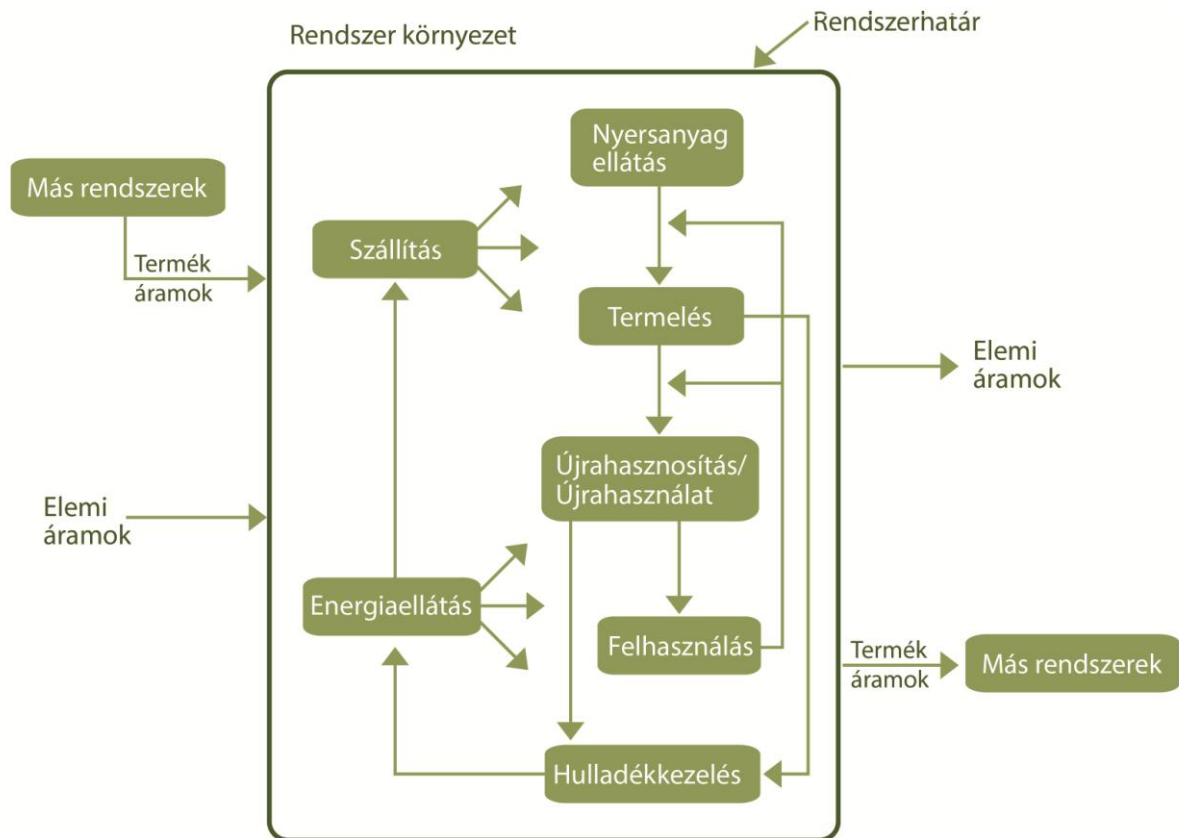 Rendszer környezet
Rendszerhatár
Nyersanyag
ellátás
Más rendszerek
Szállítás
Termék
áramok
Termelés
Elemi
áramok
Újrahasznosítás/
Újrahasználat
Elemi
áramok
Energiaellátás
Felhasználás
Termék
áramok
Más rendszerek
Hulladékkezelés